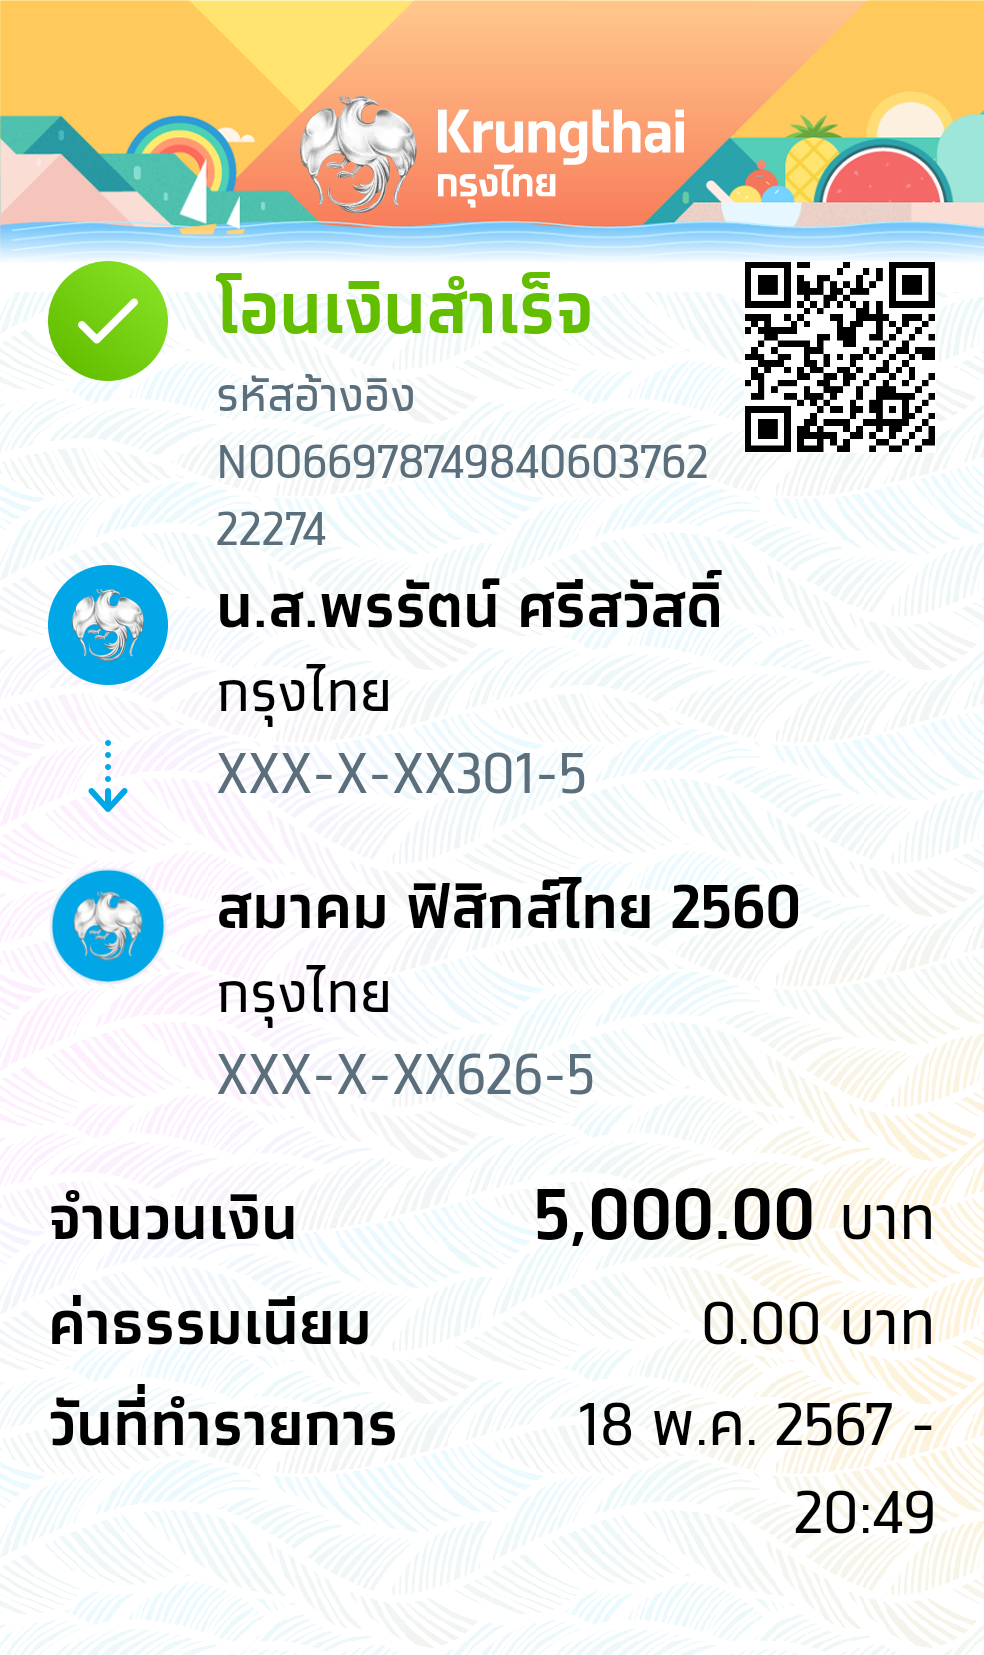 Krungthai
กรุงไทย
โอนเงินสำเร็จ
รหัสอ้างอิง
N0066978749840603762
22274
น.ส.พรรัตน์ ศรีสวัสดิ์
กรุงไทย
XXX-X-XX301-5
สมาคม ฟิสิกส์ไทย 2560
กรุงไทย
XXX-X-XX626-5
จำนวนเงิน 5,000.00 บาท
ค่าธรรมเนียม 0.00 บาท
วันที่ทำรายการ 18 พ.ค. 2567 -
20:49